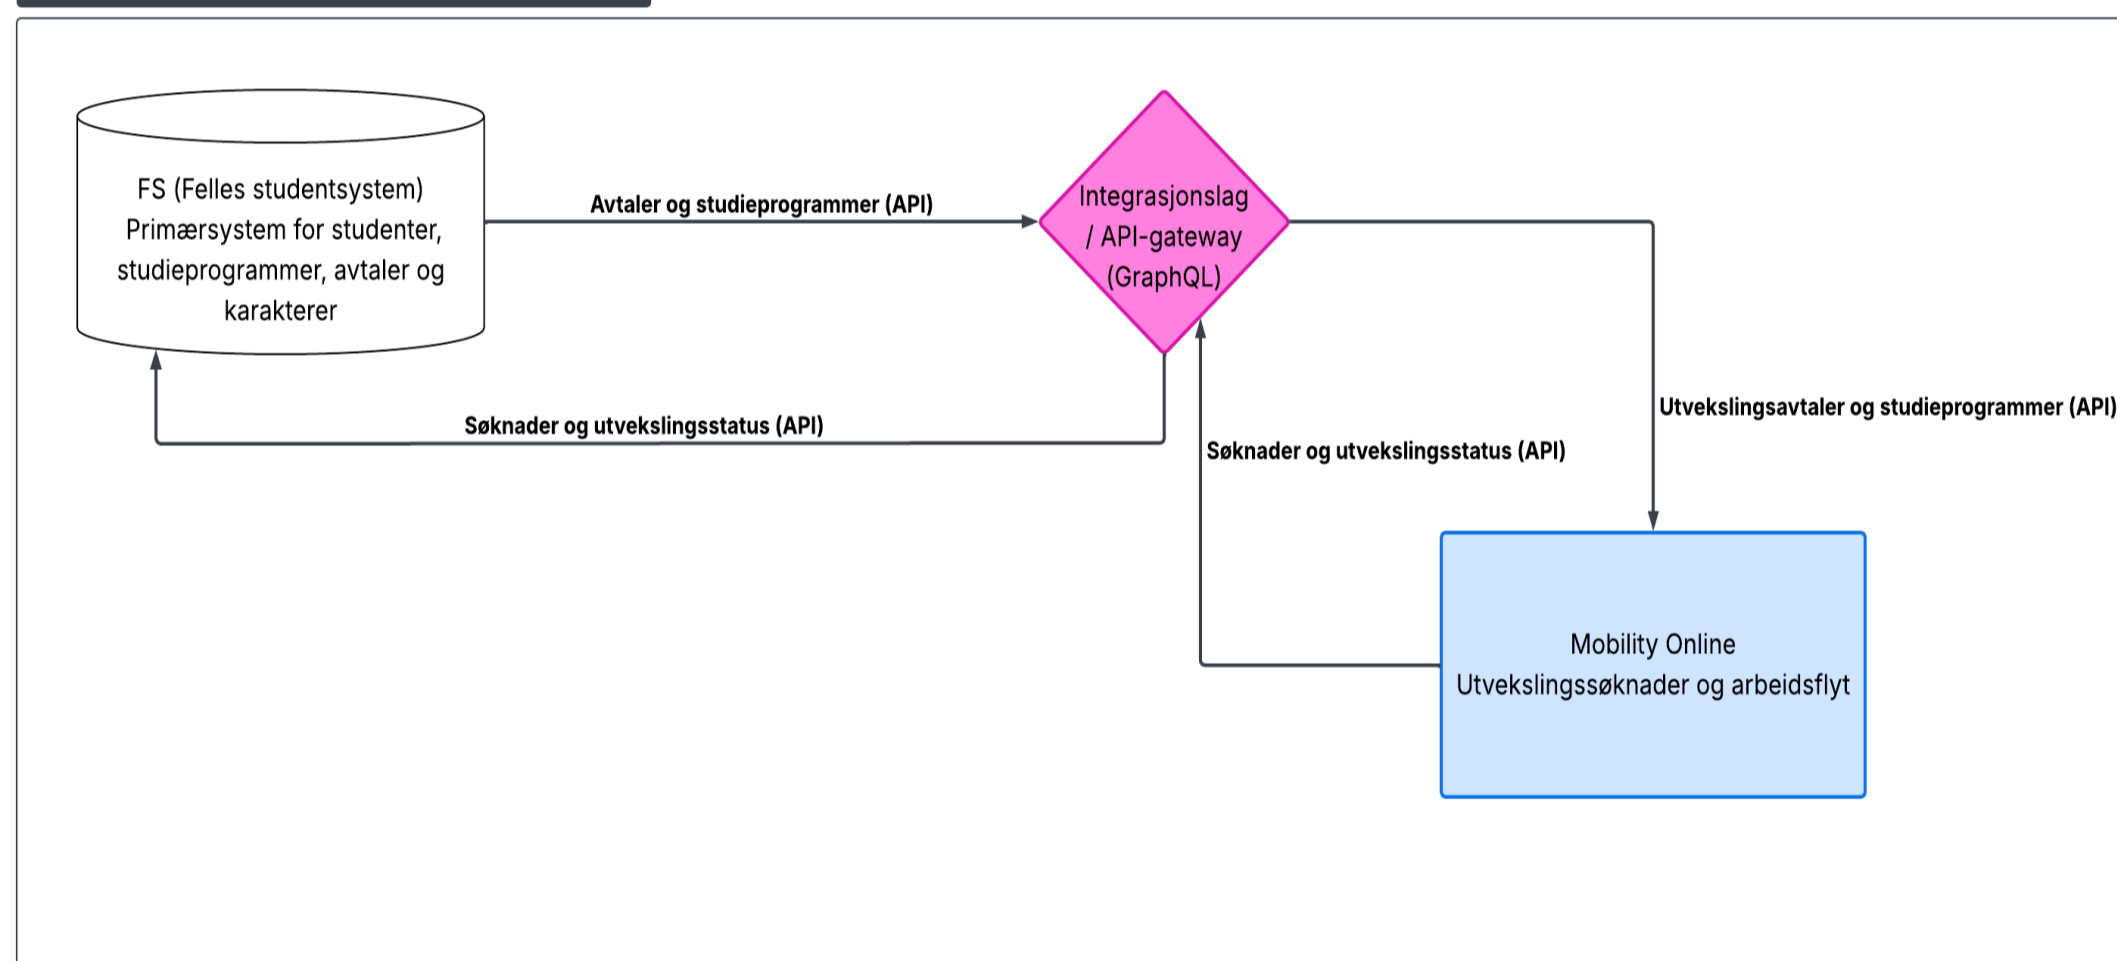 FS (Felles studentsystem)
Primærsystem for studenter,
studieprogrammer, avtaler og
karakterer
Avtaler og studieprogrammer (API)
Integrasjonslag
/ API-gateway
(GraphQL)
Utvekslingsavtaler og studieprogrammer (API)
Søknader og utvekslingsstatus (API)
Søknader og utvekslingsstatus (API)
Mobility Online
Utvekslingssøknader og arbeidsflyt